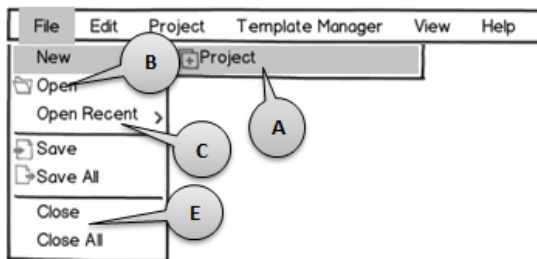 File Edit Project Template Manager View Help
New Project
B
Open
A
Open Recent >
C
Save
Save All
E
Close
Close All